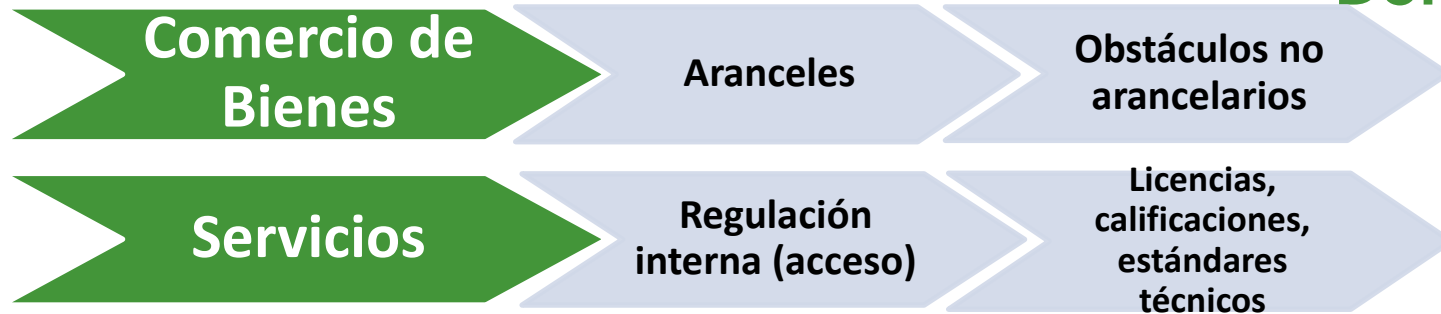 Comercio de
Bienes
Aranceles
Obstáculos no
arancelarios
Servicios
Regulación
interna (acceso)
Licencias,
calificaciones,
estándares
técnicos